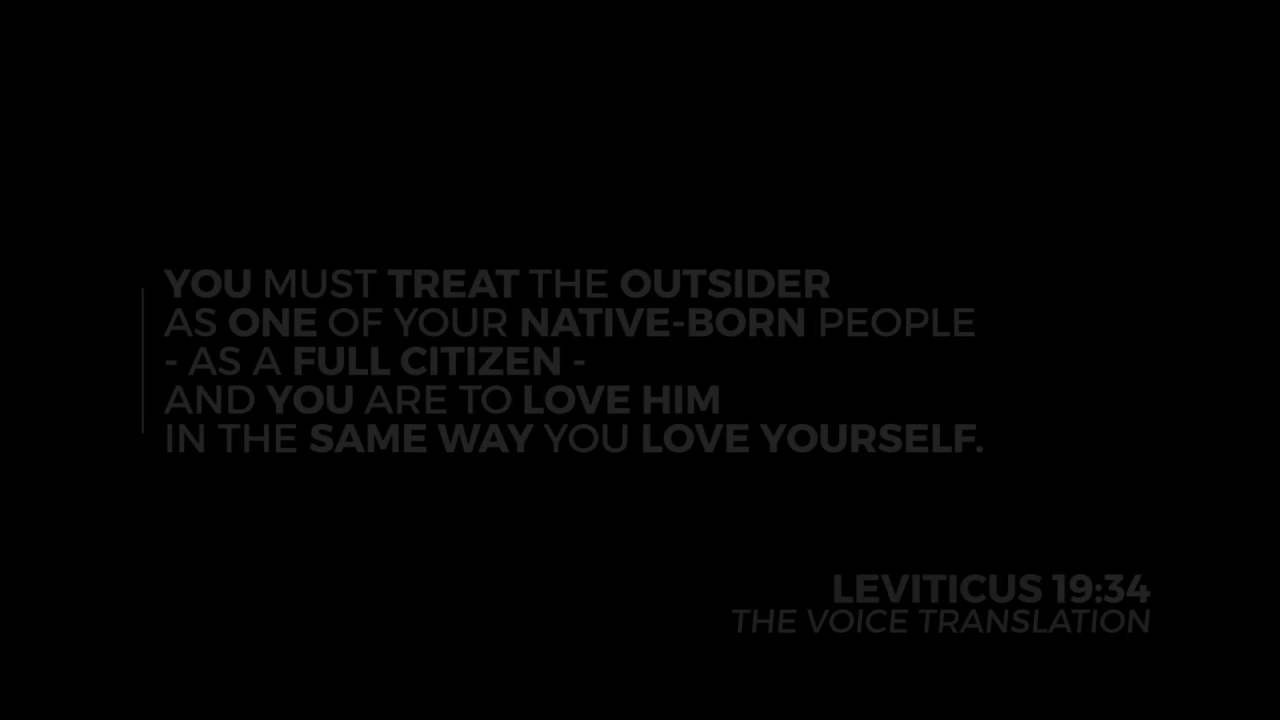 YOU MUST TREAT THE OUTSIDER
AS ONE OF YOUR NATIVE-BORN PEOPLE
- AS A FULL CITIZEN -
AND YOU ARE TO LOVE HIM
IN THE SAME WAY YOU LOVE YOURSELF.
LEVITICUS 19:34
THE VOICE TRANSLATION